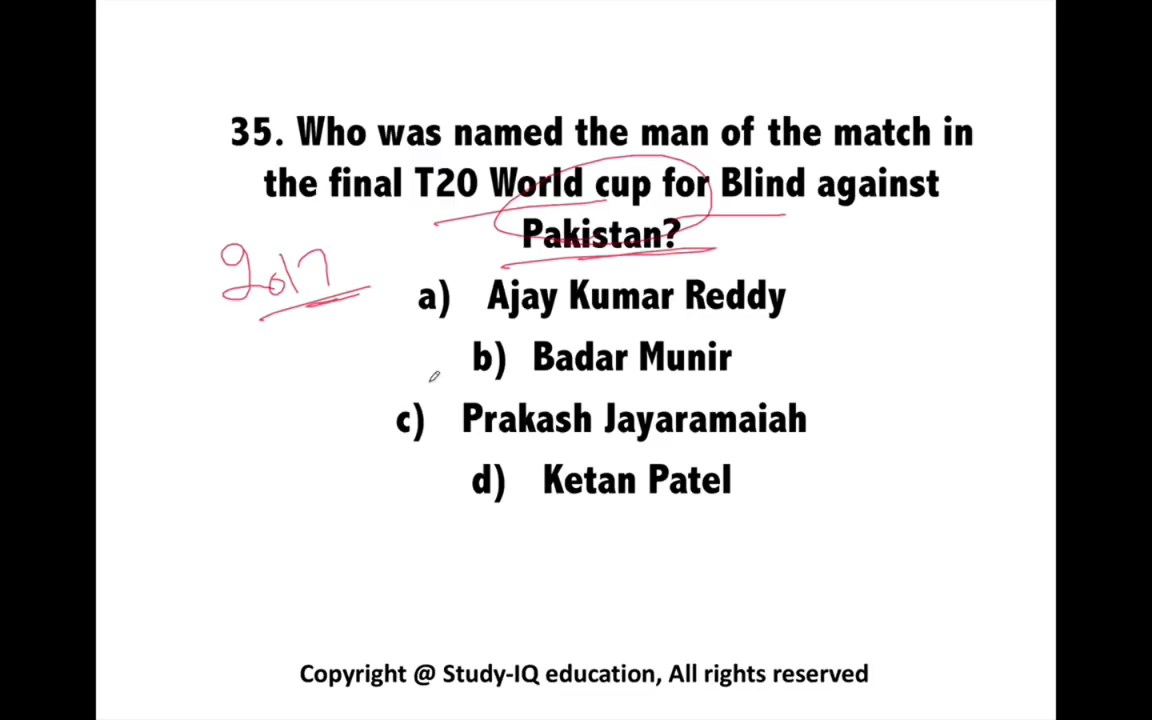 35. Who was named the man of the match in
the final T20 World cup for Blind against
Pakistan?
2017
a) Ajay Kumar Reddy
b) Badar Munir
c) Prakash Jayaramaiah
d) Ketan Patel
Copyright @ Study-IQ education, All rights reserved